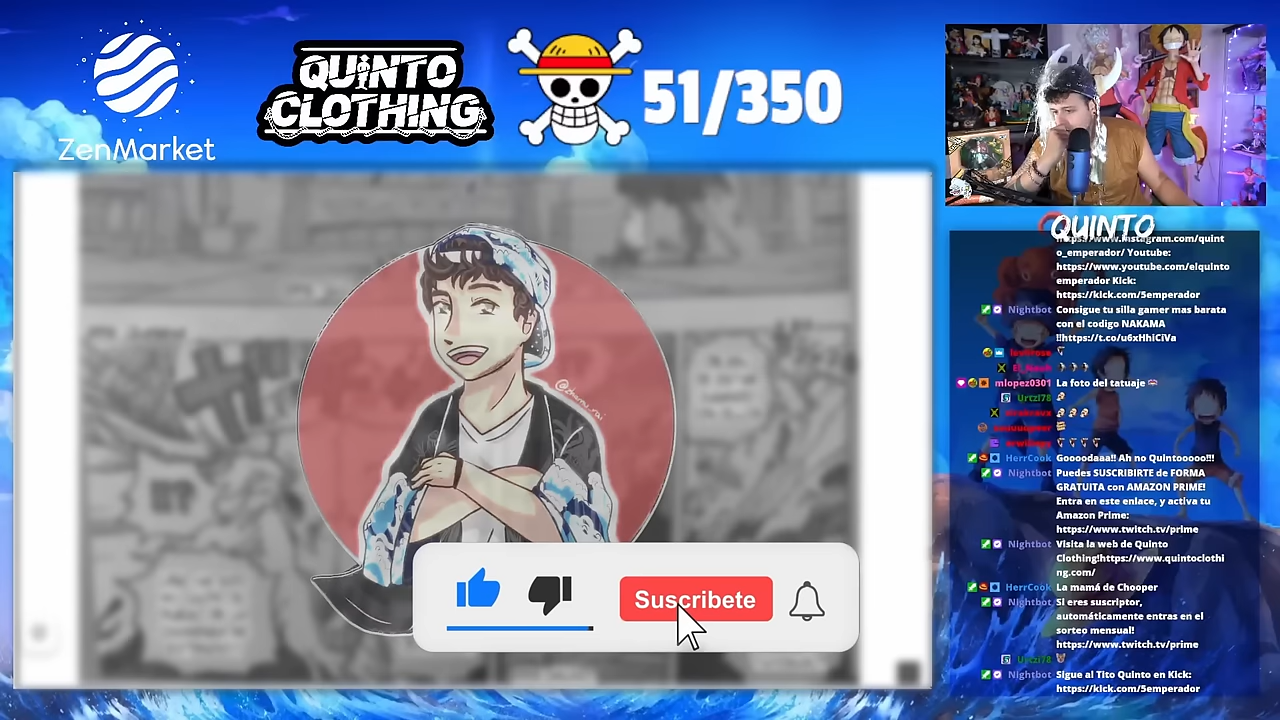 ZenMarket
QUINTO
CLOTHING
51/350
@
Suscribete
QUINTO
https://www.instagram.com/quint
o_emperador/ Youtube:
https://www.youtube.com/elquinto
emperador Kick:
https://kick.com/5emperador
Nightbot Consigue tu silla gamer mas barata
con el codigo NAKAMA
!!https://t.co/u6xHhiCiVa
mlopez0301 La foto del tatuaje
Urtzi78
HerrCook Goooodaaa!! Ah no Quintooooo!!!
Nightbot Puedes SUSCRIBIRTE de FORMA
GRATUITA con AMAZON PRIME!
Entra en este enlace, y activa tu
Amazon Prime:
https://www.twitch.tv/prime
Nightbot Visita la web de Quinto
Clothing!https://www.quintoclothi
ng.com/
HerrCook La mamá de Chooper
Nightbot Si eres suscriptor,
automáticamente entras en el
sorteo mensual!
https://www.twitch.tv/prime
Urtzi78
Nightbot Sigue al Tito Quinto en Kick:
https://kick.com/5emperador